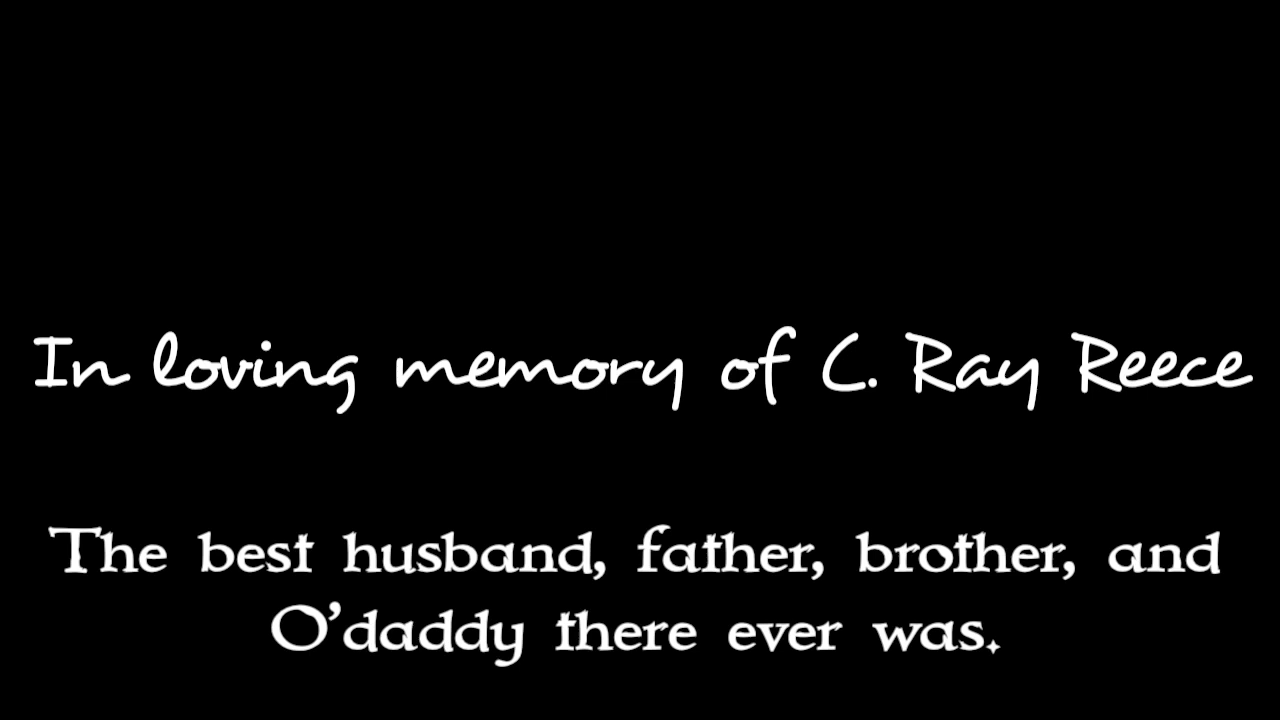 In loving memory of C. Ray Reece
The best husband, father, brother, and
O'daddy there ever was.